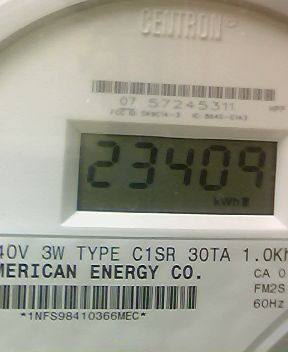 CENTRON
07 57245311
23409
kWh
40V 3W TYPE C1SR 30TA 1.0Kh
MERICAN ENERGY CO.
CA 0
FM2S
60Hz
*1NFS98410366MEC*